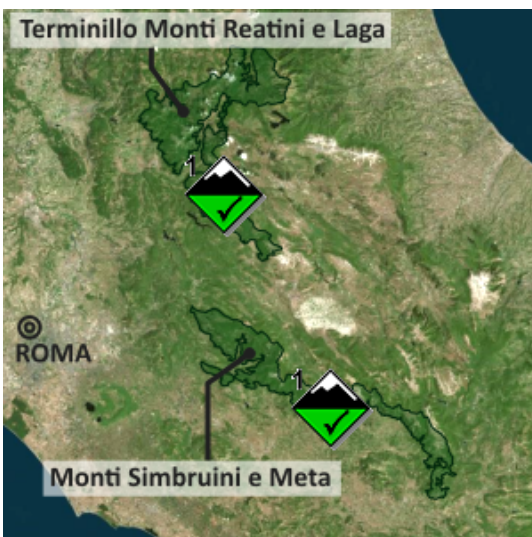 Terminillo Monti Reatini e Laga
1
ROMA
1
Monti Simbruini e Meta